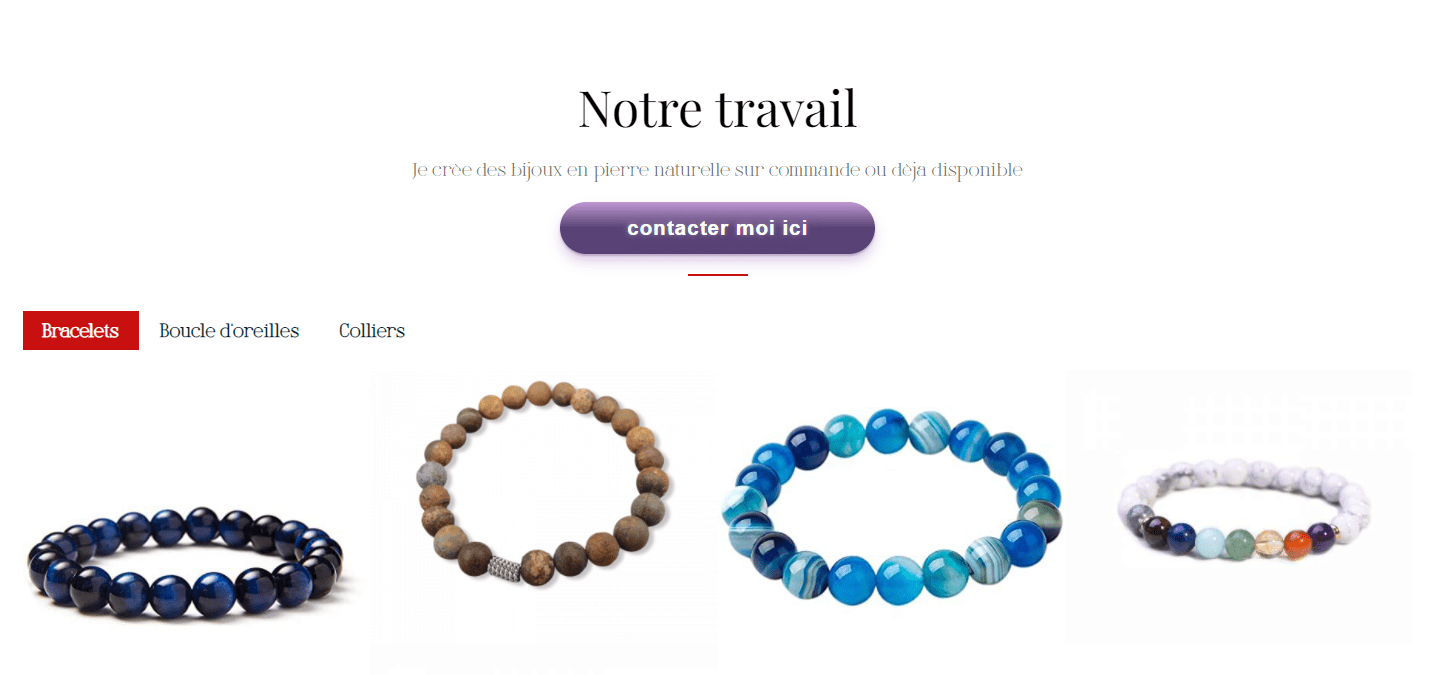 Notre travail
Je crèe des bijoux en pierre naturelle sur commande ou dèja disponible
contacter moi ici
Bracelets
Boucle d'oreilles
Colliers